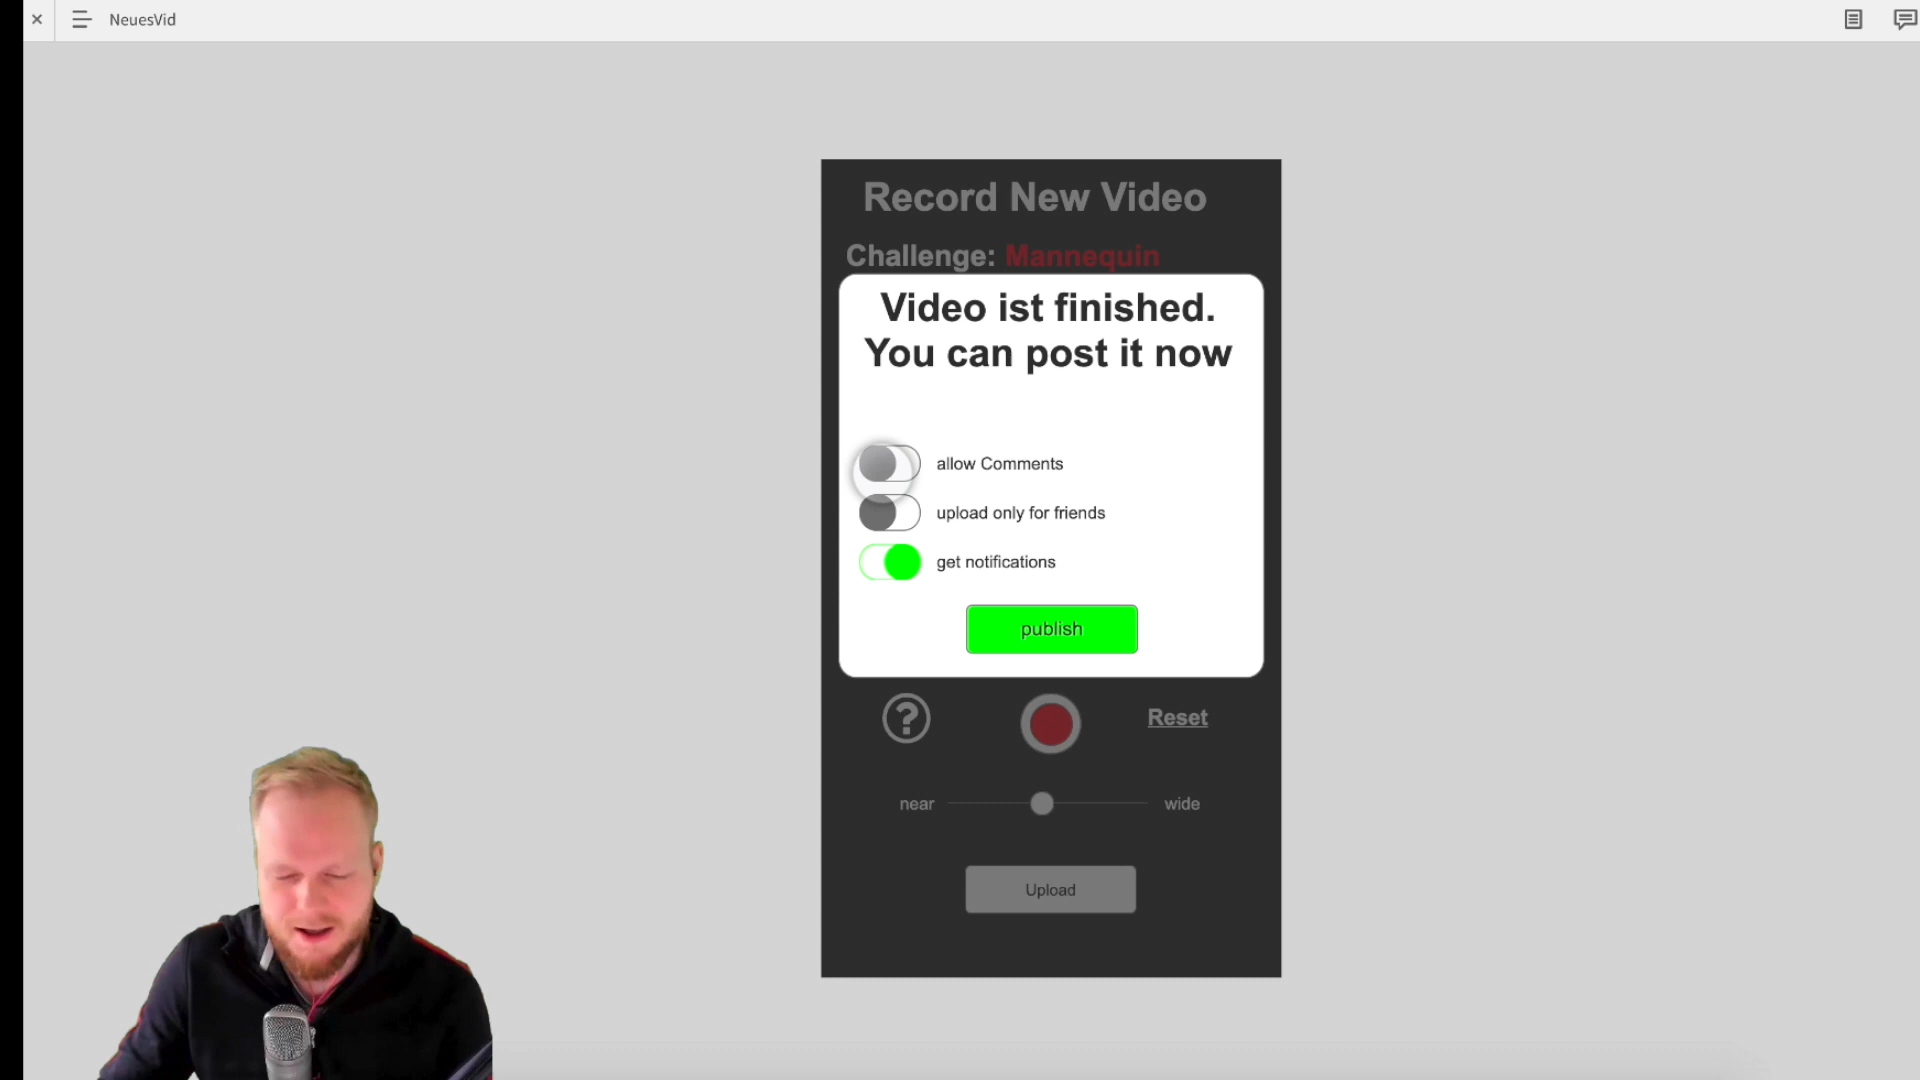 NeuesVid
Record New Video
Challenge: Mannequin
Video ist finished.
You can post it now
allow Comments
upload only for friends
get notifications
publish
?
Reset
near
wide
Upload